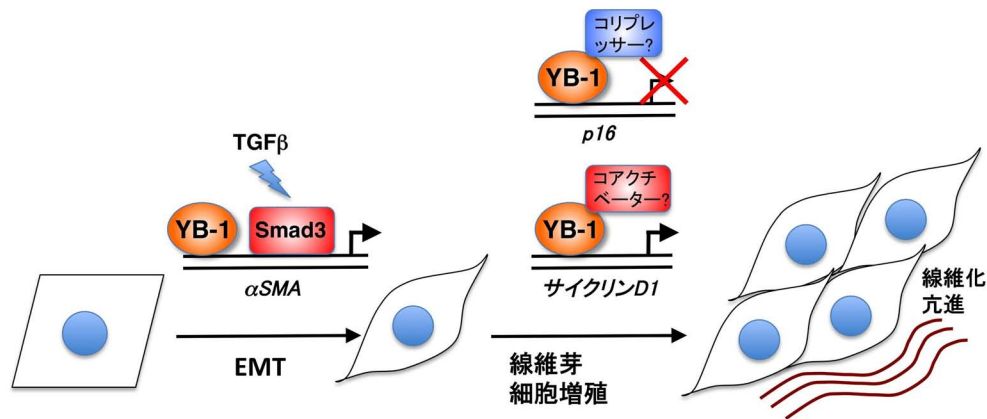 コリプレ
ッサー?
YB-1
p16
TGFβ
YB-1
Smad3
αSMA
コアクチ
ベーター?
YB-1
サイクリンD1
EMT
線維芽
細胞増殖
線維化
亢進